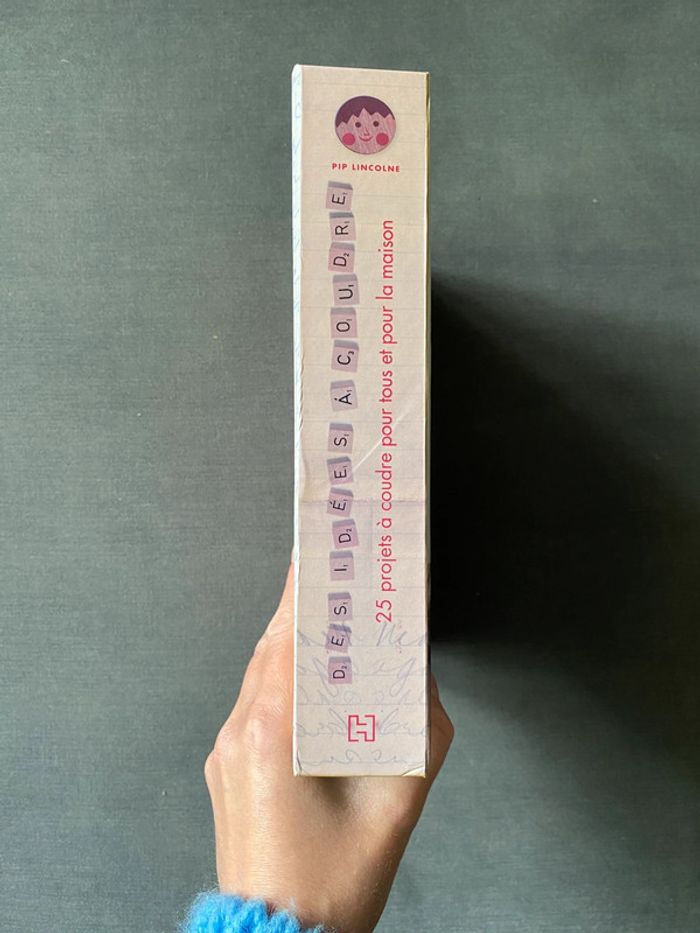 PIP LINCOLNE
DES IDÉES À COUDRE
25 projets à coudre pour tous et pour la maison
H